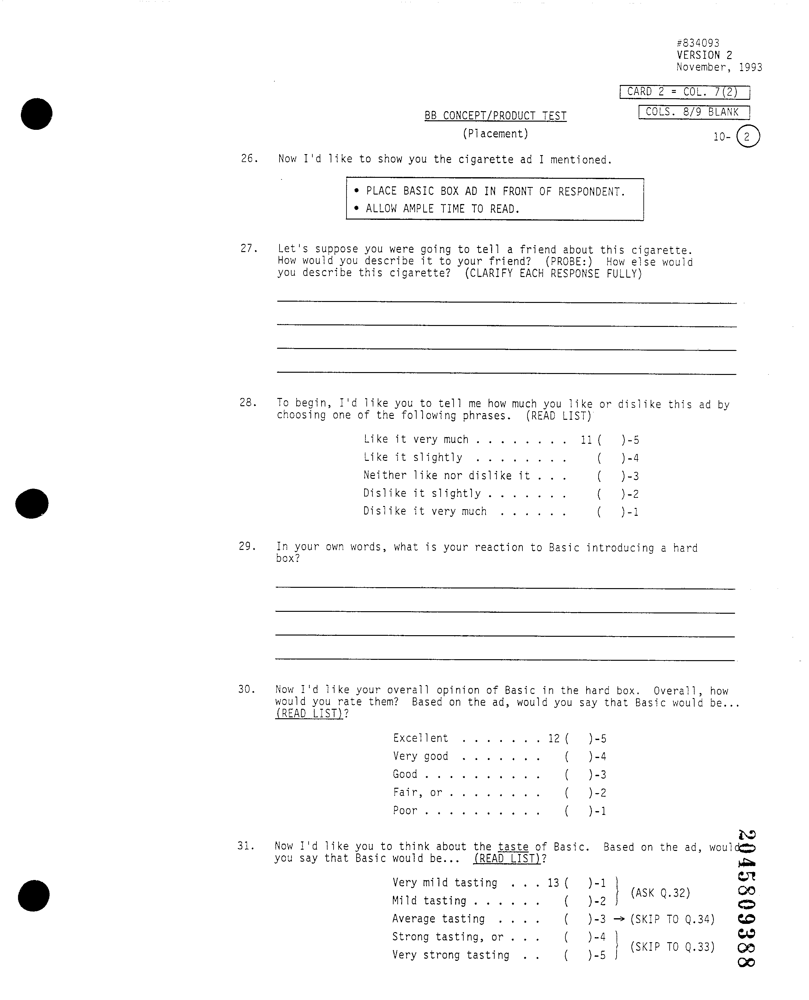 #834093
VERSION 2
November, 1993
CARD 2 = COL. 7(2)
BB CONCEPT/PRODUCT TEST
COLS. 8/9 BLANK
(Placement)
10- 2
26. Now I'd like to show you the cigarette ad I mentioned.
• PLACE BASIC BOX AD IN FRONT OF RESPONDENT.
• ALLOW AMPLE TIME TO READ.
27. Let's suppose you were going to tell a friend about this cigarette.
How would you describe it to your friend? (PROBE:) How else would
you describe this cigarette? (CLARIFY EACH RESPONSE FULLY)
28. To begin, I'd like you to tell me how much you like or dislike this ad by
choosing one of the following phrases. (READ LIST)
Like it very much . . . . . . . . 11 ( )-5
Like it slightly . . . . . . . . ( )-4
Neither like nor dislike it . . . ( )-3
Dislike it slightly . . . . . . . ( )-2
Dislike it very much . . . . . . ( )-1
29. In your own words, what is your reaction to Basic introducing a hard
box?
30. Now I'd like your overall opinion of Basic in the hard box. Overall, how
would you rate them? Based on the ad, would you say that Basic would be...
(READ LIST)?
Excellent . . . . . . . 12 ( )-5
Very good . . . . . . . ( )-4
Good . . . . . . . . . . ( )-3
Fair, or . . . . . . . . ( )-2
Poor . . . . . . . . . . ( )-1
31. Now I'd like you to think about the taste of Basic. Based on the ad, would
you say that Basic would be... (READ LIST)?
Very mild tasting . . . 13 ( )-1
Mild tasting . . . . . . ( )-2 (ASK Q.32)
Average tasting . . . . ( )-3 → (SKIP TO Q.34)
Strong tasting, or . . . ( )-4
Very strong tasting . . ( )-5 (SKIP TO Q.33)
2045809388